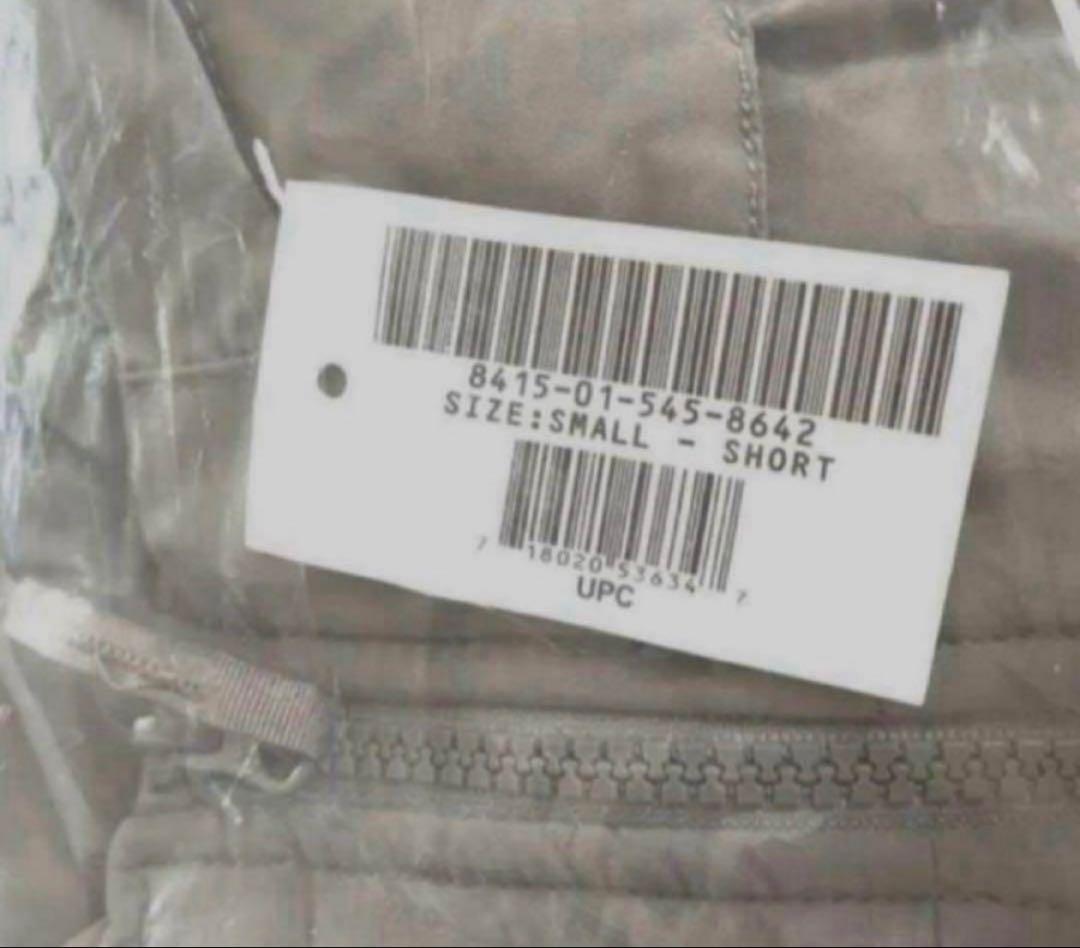 8415-01-545-8642
SIZE:SMALL - SHORT
7 18020 53634 7
UPC